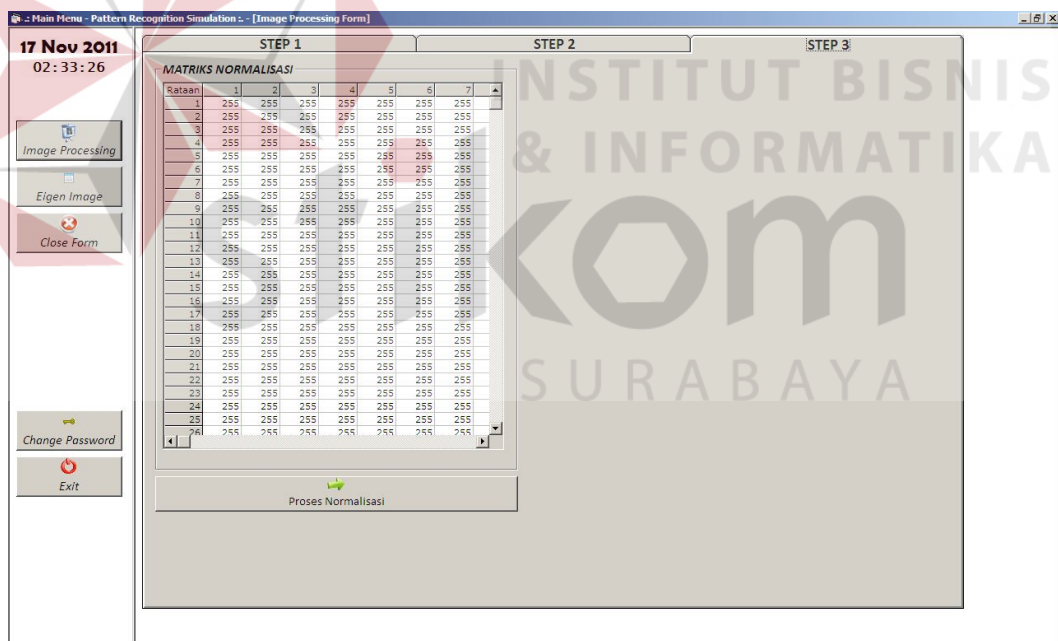 .: Main Menu - Pattern Recognition Simulation :. - [Image Processing Form]
17 Nov 2011
02:33:26
Image Processing
Eigen Image
Close Form
Change Password
Exit
STEP 1 STEP 2 STEP 3
MATRIKS NORMALISASI
Rataan 1 2 3 4 5 6 7
1 255 255 255 255 255 255 255
2 255 255 255 255 255 255 255
3 255 255 255 255 255 255 255
4 255 255 255 255 255 255 255
5 255 255 255 255 255 255 255
6 255 255 255 255 255 255 255
7 255 255 255 255 255 255 255
8 255 255 255 255 255 255 255
9 255 255 255 255 255 255 255
10 255 255 255 255 255 255 255
11 255 255 255 255 255 255 255
12 255 255 255 255 255 255 255
13 255 255 255 255 255 255 255
14 255 255 255 255 255 255 255
15 255 255 255 255 255 255 255
16 255 255 255 255 255 255 255
17 255 255 255 255 255 255 255
18 255 255 255 255 255 255 255
19 255 255 255 255 255 255 255
20 255 255 255 255 255 255 255
21 255 255 255 255 255 255 255
22 255 255 255 255 255 255 255
23 255 255 255 255 255 255 255
24 255 255 255 255 255 255 255
25 255 255 255 255 255 255 255
26 255 255 255 255 255 255 255
Proses Normalisasi
INSTITUT BISNIS
& INFORMATIKA
stikom
SURABAYA